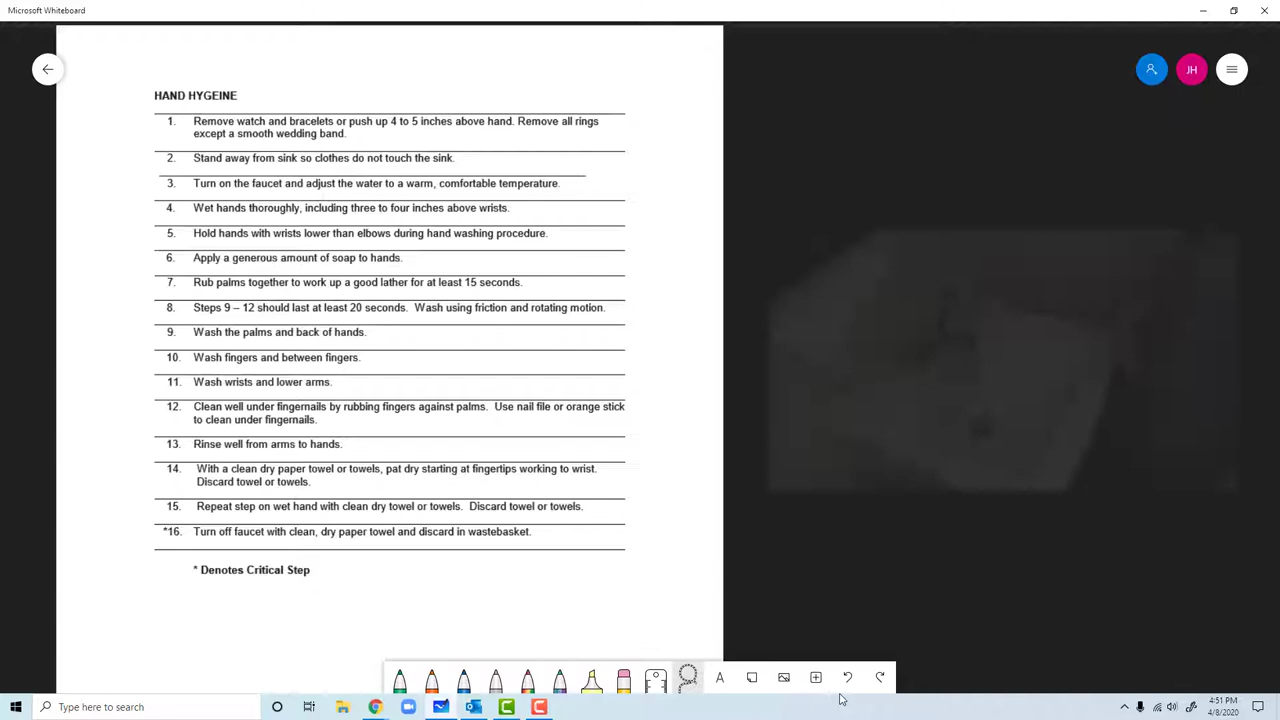 Microsoft Whiteboard
JH
HAND HYGEINE
1. Remove watch and bracelets or push up 4 to 5 inches above hand. Remove all rings
except a smooth wedding band.
2. Stand away from sink so clothes do not touch the sink.
3. Turn on the faucet and adjust the water to a warm, comfortable temperature.
4. Wet hands thoroughly, including three to four inches above wrists.
5. Hold hands with wrists lower than elbows during hand washing procedure.
6. Apply a generous amount of soap to hands.
7. Rub palms together to work up a good lather for at least 15 seconds.
8. Steps 9 – 12 should last at least 20 seconds. Wash using friction and rotating motion.
9. Wash the palms and back of hands.
10. Wash fingers and between fingers.
11. Wash wrists and lower arms.
12. Clean well under fingernails by rubbing fingers against palms. Use nail file or orange stick
to clean under fingernails.
13. Rinse well from arms to hands.
14. With a clean dry paper towel or towels, pat dry starting at fingertips working to wrist.
Discard towel or towels.
15. Repeat step on wet hand with clean dry towel or towels. Discard towel or towels.
*16. Turn off faucet with clean, dry paper towel and discard in wastebasket.
* Denotes Critical Step
A
Type here to search
4:51 PM
4/8/2020